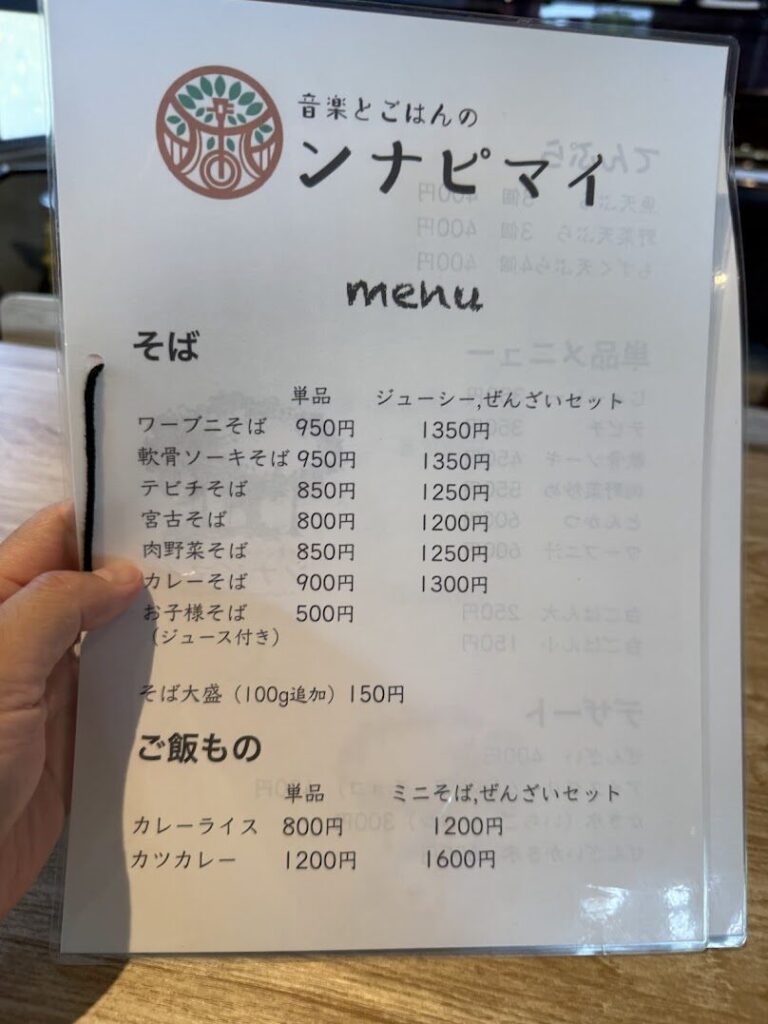 音楽とごはんの
ンナピマイ
menu
そば
単品 ジューシー,ぜんざいセット
ワーブニそば 950円 1350円
軟骨ソーキそば 950円 1350円
テビチそば 850円 1250円
宮古そば 800円 1200円
肉野菜そば 850円 1250円
カレーそば 900円 1300円
お子様そば 500円
（ジュース付き）
そば大盛（100g追加）150円
ご飯もの
単品 ミニそば,ぜんざいセット
カレーライス 800円 1200円
カツカレー 1200円 1600円